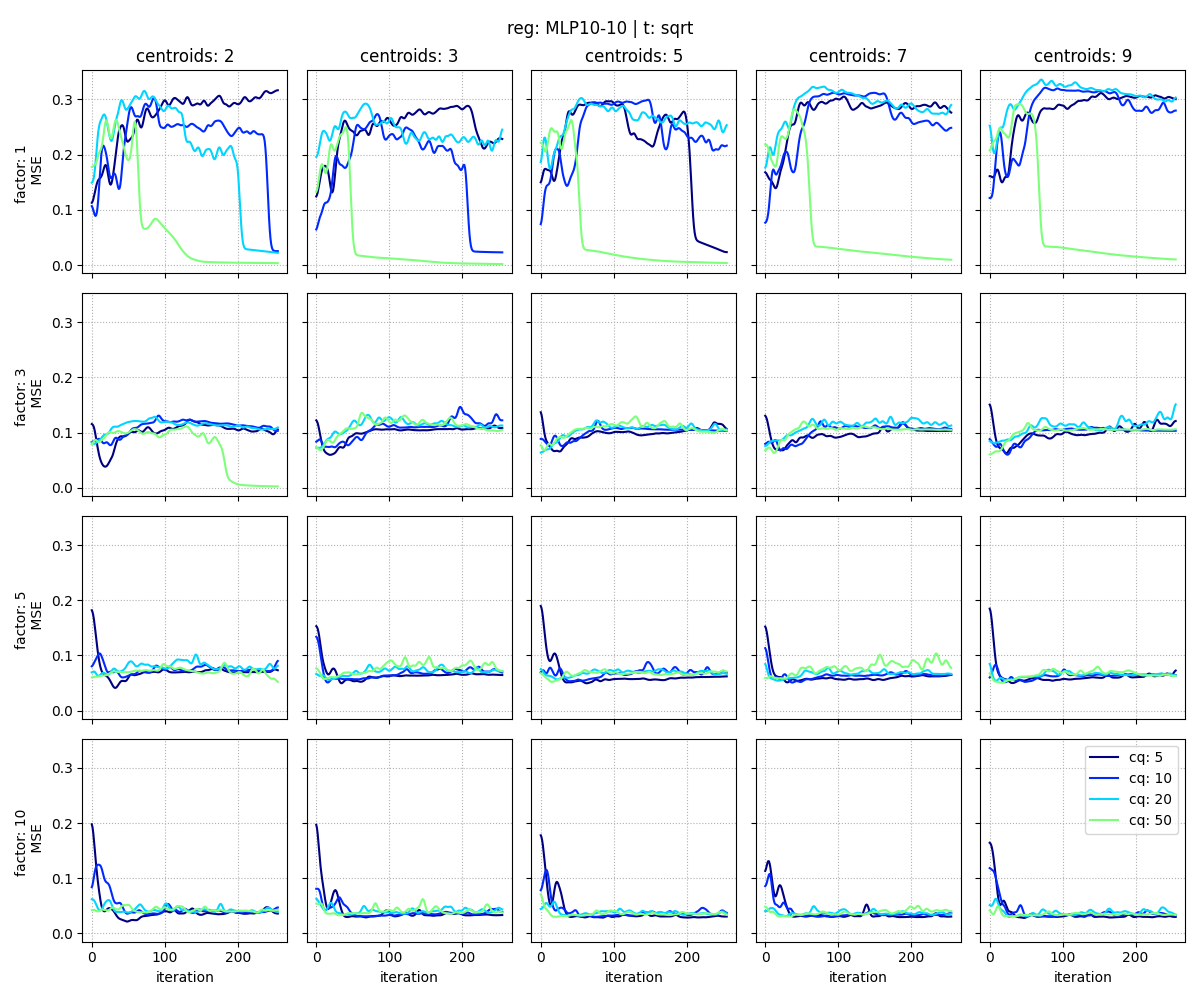 reg: MLP10-10 | t: sqrt
centroids: 2
centroids: 3
centroids: 5
centroids: 7
centroids: 9
factor: 1
MSE
0.3
0.2
0.1
0.0
factor: 3
MSE
0.3
0.2
0.1
0.0
factor: 5
MSE
0.3
0.2
0.1
0.0
factor: 10
MSE
0.3
0.2
0.1
0.0
cq: 5
cq: 10
cq: 20
cq: 50
0 100 200
0 100 200
0 100 200
0 100 200
0 100 200
iteration
iteration
iteration
iteration
iteration